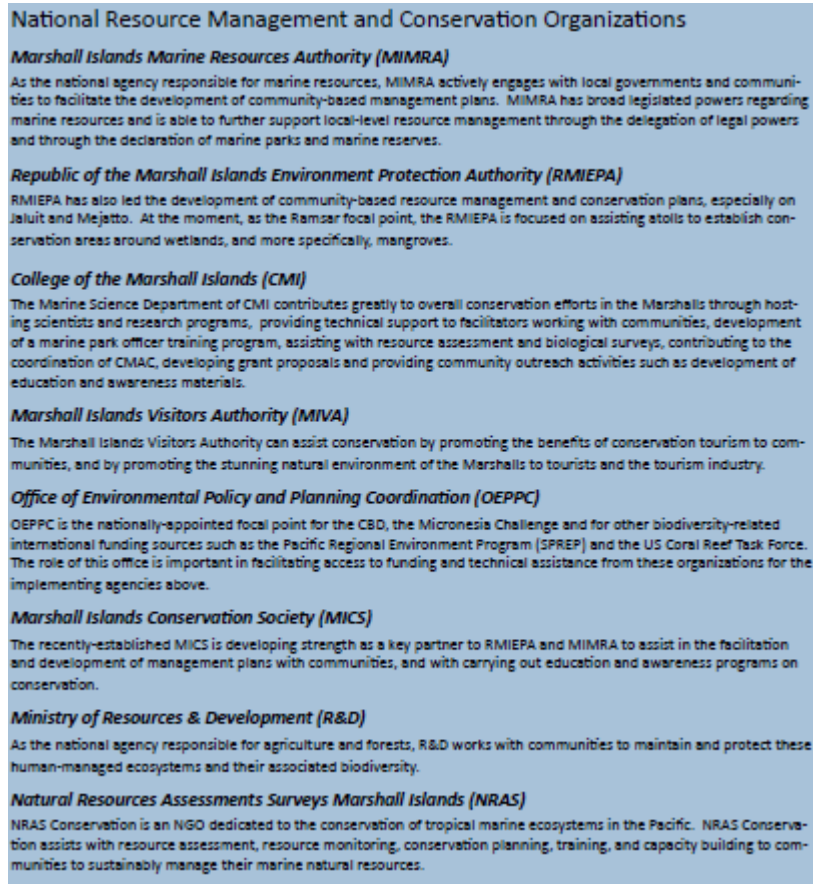 National Resource Management and Conservation Organizations
Marshall Islands Marine Resources Authority (MIMRA)
As the national agency responsible for marine resources, MIMRA actively engages with local governments and communi-
ties to facilitate the development of community-based management plans.  MIMRA has broad legislated powers regarding
marine resources and is able to further support local-level resource management through the delegation of legal powers
and through the declaration of marine parks and marine reserves.
Republic of the Marshall Islands Environment Protection Authority (RMIEPA)
RMIEPA has also led the development of community-based resource management and conservation plans, especially on
Jaluit and Mejatto.  At the moment, as the Ramsar focal point, the RMIEPA is focused on assisting atolls to establish con-
servation areas around wetlands, and more specifically, mangroves.
College of the Marshall Islands (CMI)
The Marine Science Department of CMI contributes greatly to overall conservation efforts in the Marshalls through host-
ing scientists and research programs,  providing technical support to facilitators working with communities, development
of a marine park officer training program, assisting with resource assessment and biological surveys, contributing to the
coordination of CMAC, developing grant proposals and providing community outreach activities such as development of
education and awareness materials.
Marshall Islands Visitors Authority (MIVA)
The Marshall Islands Visitors Authority can assist conservation by promoting the benefits of conservation tourism to com-
munities, and by promoting the stunning natural environment of the Marshalls to tourists and the tourism industry.
Office of Environmental Policy and Planning Coordination (OEPPC)
OEPPC is the nationally-appointed focal point for the CBD, the Micronesia Challenge and for other biodiversity-related
international funding sources such as the Pacific Regional Environment Program (SPREP) and the US Coral Reef Task Force.
The role of this office is important in facilitating access to funding and technical assistance from these organizations for the
implementing agencies above.
Marshall Islands Conservation Society (MICS)
The recently-established MICS is developing strength as a key partner to RMIEPA and MIMRA to assist in the facilitation
and development of management plans with communities, and with carrying out education and awareness programs on
conservation.
Ministry of Resources & Development (R&D)
As the national agency responsible for agriculture and forests, R&D works with communities to maintain and protect these
human-managed ecosystems and their associated biodiversity.
Natural Resources Assessments Surveys Marshall Islands (NRAS)
NRAS Conservation is an NGO dedicated to the conservation of tropical marine ecosystems in the Pacific.  NRAS Conserva-
tion assists with resource assessment, resource monitoring, conservation planning, training, and capacity building to com-
munities to sustainably manage their marine natural resources.